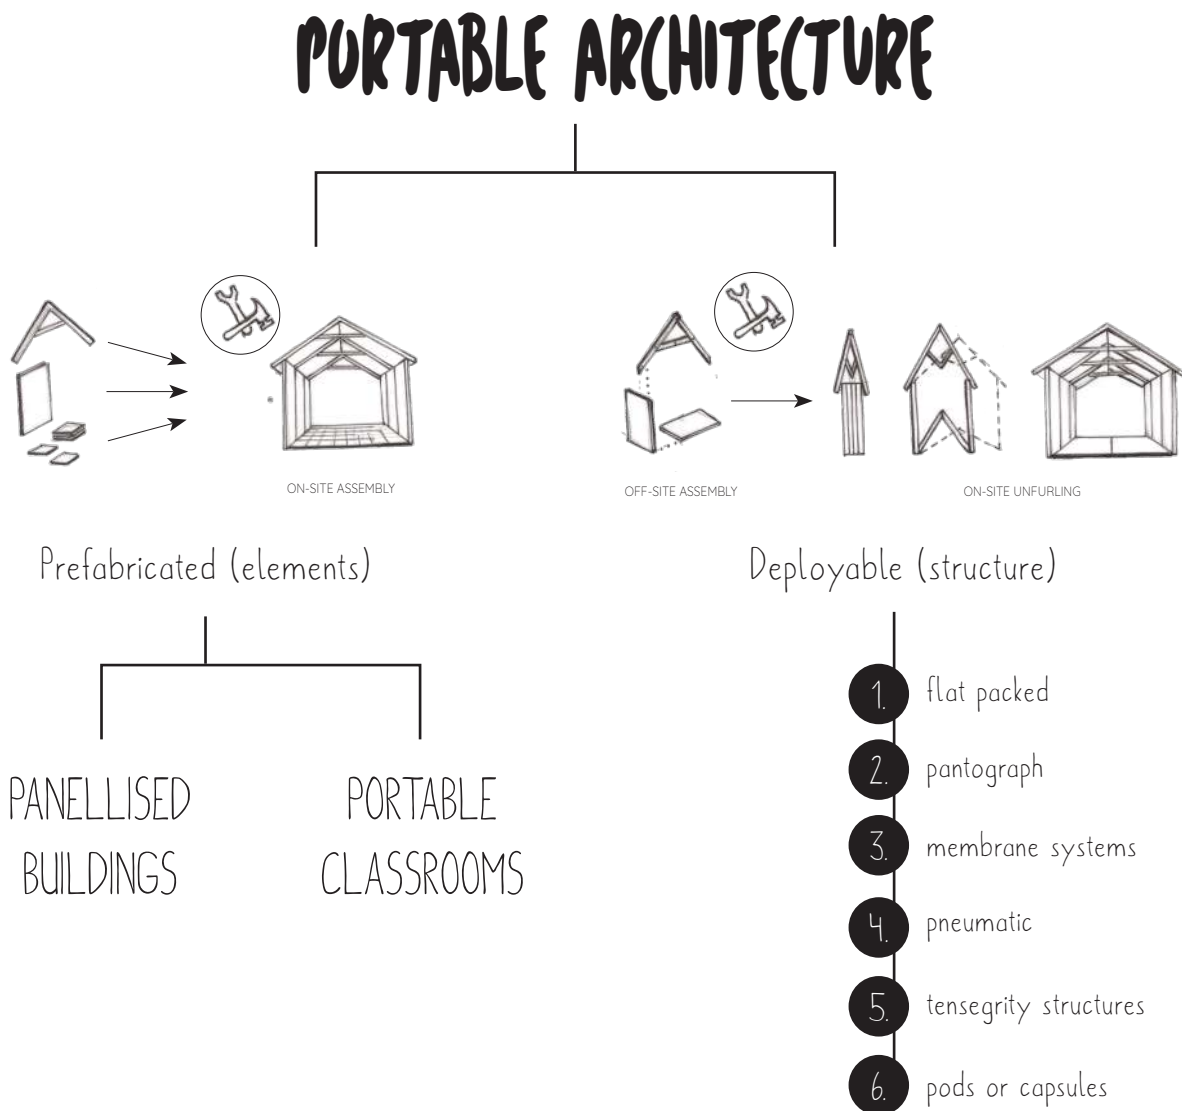 PORTABLE ARCHITECTURE
ON-SITE ASSEMBLY
OFF-SITE ASSEMBLY
ON-SITE UNFURLING
Prefabricated (elements)
Deployable (structure)
PANELLISED
BUILDINGS
PORTABLE
CLASSROOMS
1. flat packed
2. pantograph
3. membrane systems
4. pneumatic
5. tensegrity structures
6. pods or capsules